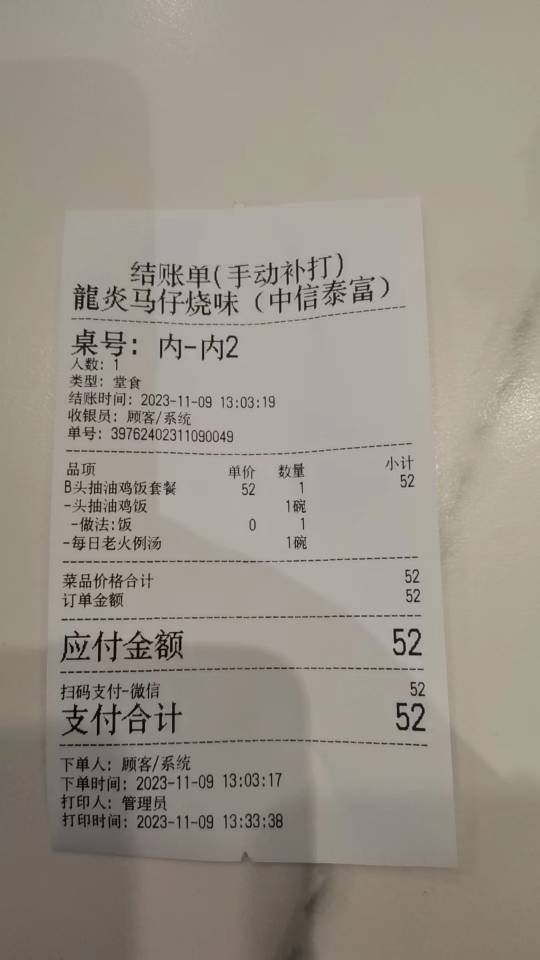 结账单(手动补打)
龍炎马仔烧味（中信泰富）
桌号: 内-内2
人数: 1
类型: 堂食
结账时间: 2023-11-09 13:03:19
收银员: 顾客/系统
单号: 39762402311090049
品项 单价 数量 小计
B头抽油鸡饭套餐 52 1 52
-头抽油鸡饭 1碗
-做法:饭 0 1
-每日老火例汤 1碗
菜品价格合计 52
订单金额 52
应付金额 52
扫码支付-微信 52
支付合计 52
下单人: 顾客/系统
下单时间: 2023-11-09 13:03:17
打印人: 管理员
打印时间: 2023-11-09 13:33:38